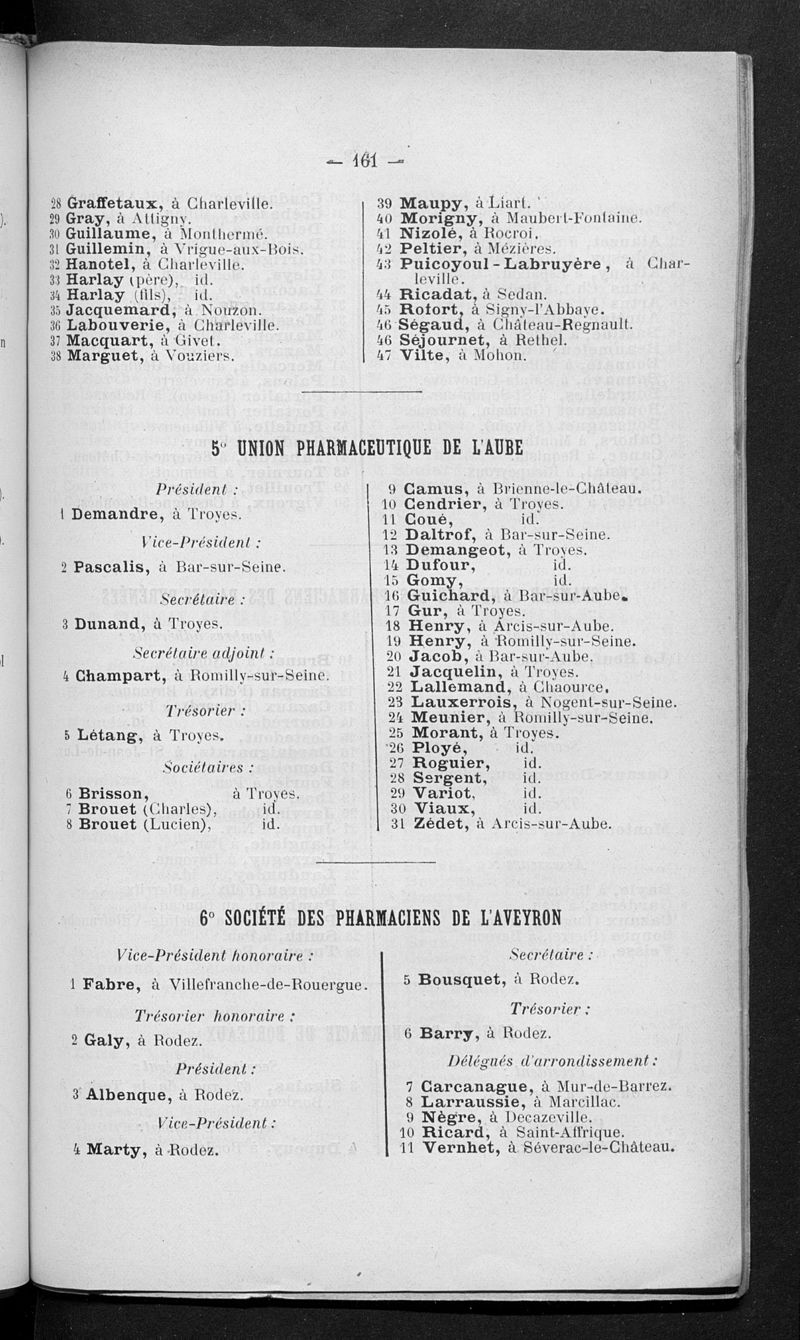 — 161 —
28 Graffetaux, à Charleville.
29 Gray, à Attigny.
30 Guillaume, à Monthermé.
31 Guillemin, à Vrigue-aux-Bois.
32 Hanotel, à Charleville.
33 Harlay (père), id.
34 Harlay (fils), id.
35 Jacquemard, à Nouzon.
36 Labouverie, à Charleville.
37 Macquart, à Givet.
38 Marguet, à Vouziers.
39 Maupy, à Liart.
40 Morigny, à Maubert-Fontaine.
41 Nizole, à Rocroi.
42 Peltier, à Mézières.
43 Puicoyoul-Labruyère, à Char-
leville.
44 Ricadat, à Sedan.
45 Rotort, à Signy-l'Abbaye.
46 Ségaud, à Château-Regnault.
46 Séjournet, à Rethel.
47 Vilte, à Mohon.
5° UNION PHARMACEUTIQUE DE L'AUBE
Président :
1 Demandre, à Troyes.
Vice-Président :
2 Pascalis, à Bar-sur-Seine.
Secrétaire :
3 Dunand, à Troyes.
Secrétaire adjoint :
4 Champart, à Romilly-sur-Seine.
Trésorier :
5 Létang, à Troyes.
Sociétaires :
6 Brisson, à Troyes.
7 Brouet (Charles), id.
8 Brouet (Lucien), id.
9 Camus, à Brienne-le-Château.
10 Cendrier, à Troyes.
11 Coué, id.
12 Daltrof, à Bar-sur-Seine.
13 Demangeot, à Troyes.
14 Dufour, id.
15 Gomy, id.
16 Guichard, à Bar-sur-Aube.
17 Gur, à Troyes.
18 Henry, à Arcis-sur-Aube.
19 Henry, à Romilly-sur-Seine.
20 Jacob, à Bar-sur-Aube.
21 Jacquelin, à Troyes.
22 Lallemand, à Chaource.
23 Lauxerrois, à Nogent-sur-Seine.
24 Meunier, à Romilly-sur-Seine.
25 Morant, à Troyes.
26 Ployé, id.
27 Roguier, id.
28 Sergent, id.
29 Variot, id.
30 Viaux, id.
31 Zédet, à Arcis-sur-Aube.
6° SOCIÉTÉ DES PHARMACIENS DE L'AVEYRON
Vice-Président honoraire :
1 Fabre, à Villefranche-de-Rouergue.
Trésorier honoraire :
2 Galy, à Rodez.
Président :
3 Albenque, à Rodez.
Vice-Président :
4 Marty, à Rodez.
Secrétaire :
5 Bousquet, à Rodez.
Trésorier :
6 Barry, à Rodez.
Délégués d'arrondissement :
7 Carcanague, à Mur-de-Barrez.
8 Larraussie, à Marcillac.
9 Nègre, à Decazeville.
10 Ricard, à Saint-Affrique.
11 Vernhet, à Séverac-le-Château.